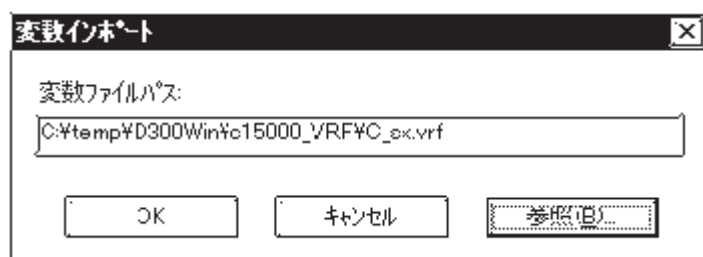 変数インポート
変数ファイルパス:
C:¥temp¥D300Win¥c15000_VRF¥C_sx.vrf
OK
キャンセル
参照(B)...